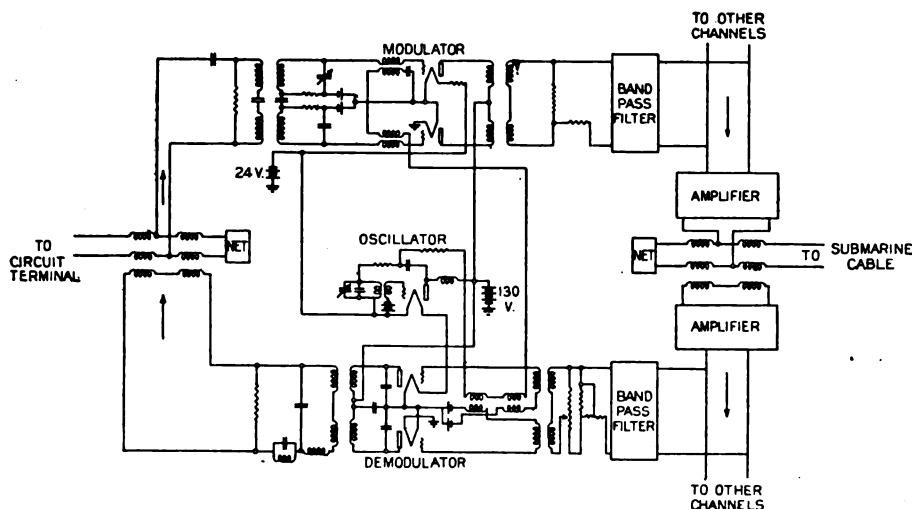 TO OTHER
CHANNELS
MODULATOR
BAND
PASS
FILTER
24 V.
AMPLIFIER
TO
CIRCUIT
TERMINAL
NET
OSCILLATOR
NET
TO
SUBMARINE
CABLE
130
V.
AMPLIFIER
BAND
PASS
FILTER
DEMODULATOR
TO OTHER
CHANNELS